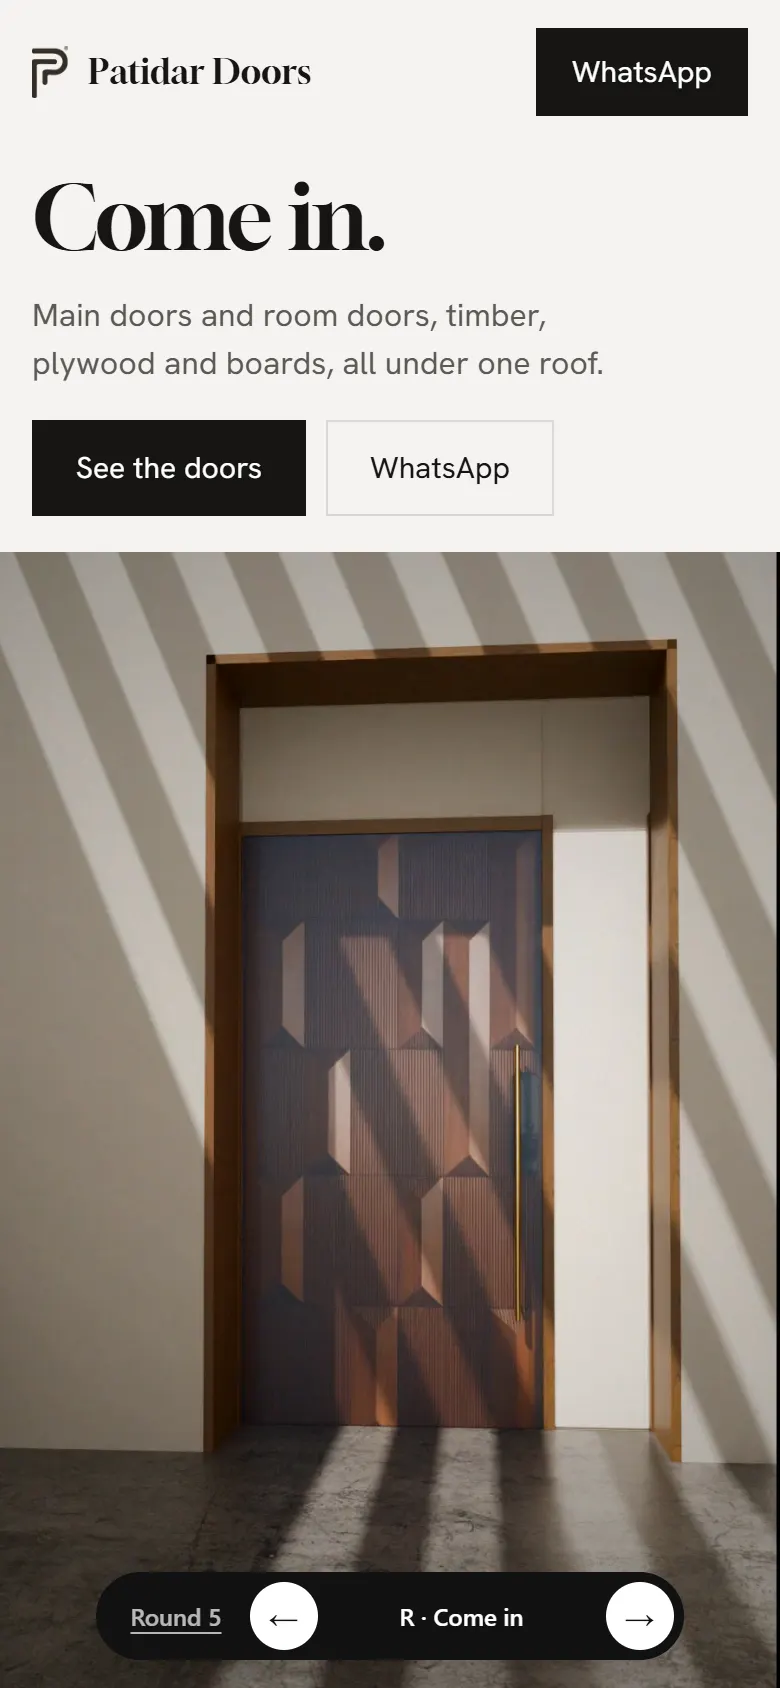 Patidar Doors
WhatsApp
Come in.
Main doors and room doors, timber,
plywood and boards, all under one roof.
See the doors
WhatsApp
Round 5
←
R · Come in
→